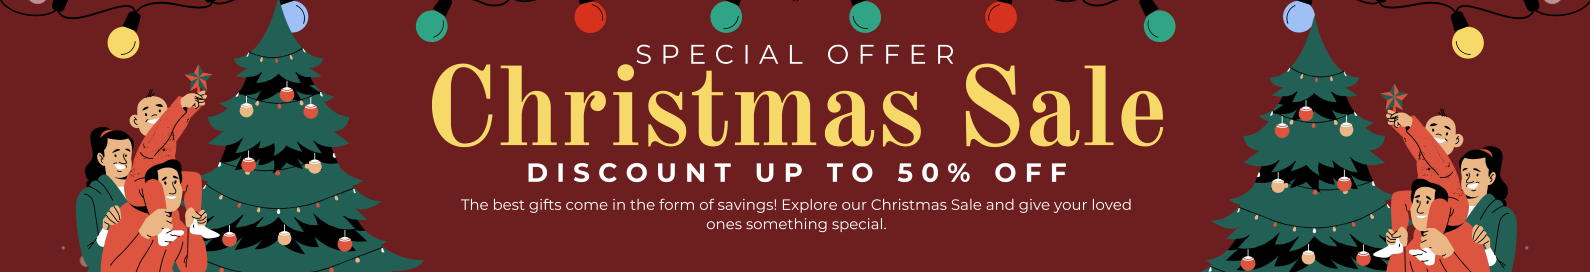 SPECIAL OFFER
Christmas Sale
DISCOUNT UP TO 50% OFF
The best gifts come in the form of savings! Explore our Christmas Sale and give your loved
ones something special.